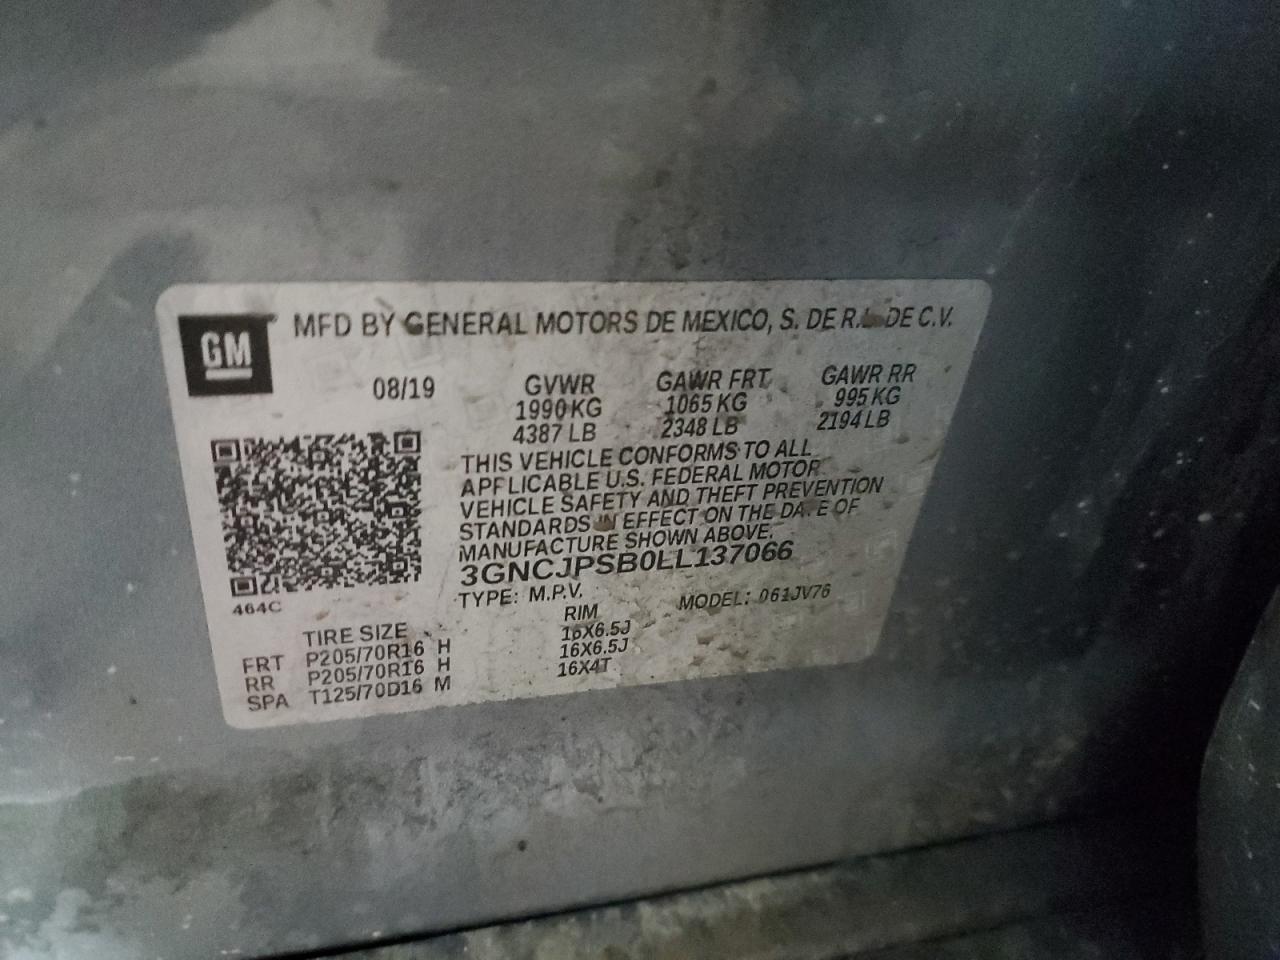 GM
MFD BY GENERAL MOTORS DE MEXICO, S. DE R.L. DE C.V.
08/19 GVWR GAWR FRT GAWR RR
1990 KG 1065 KG 995 KG
4387 LB 2348 LB 2194 LB
THIS VEHICLE CONFORMS TO ALL
APPLICABLE U.S. FEDERAL MOTOR
VEHICLE SAFETY AND THEFT PREVENTION
STANDARDS IN EFFECT ON THE DATE OF
MANUFACTURE SHOWN ABOVE.
3GNCJPSB0LL137066
TYPE: M.P.V. MODEL: 061JV76
464C
TIRE SIZE RIM
FRT P205/70R16 H 16X6.5J
RR P205/70R16 H 16X6.5J
SPA T125/70D16 M 16X4T